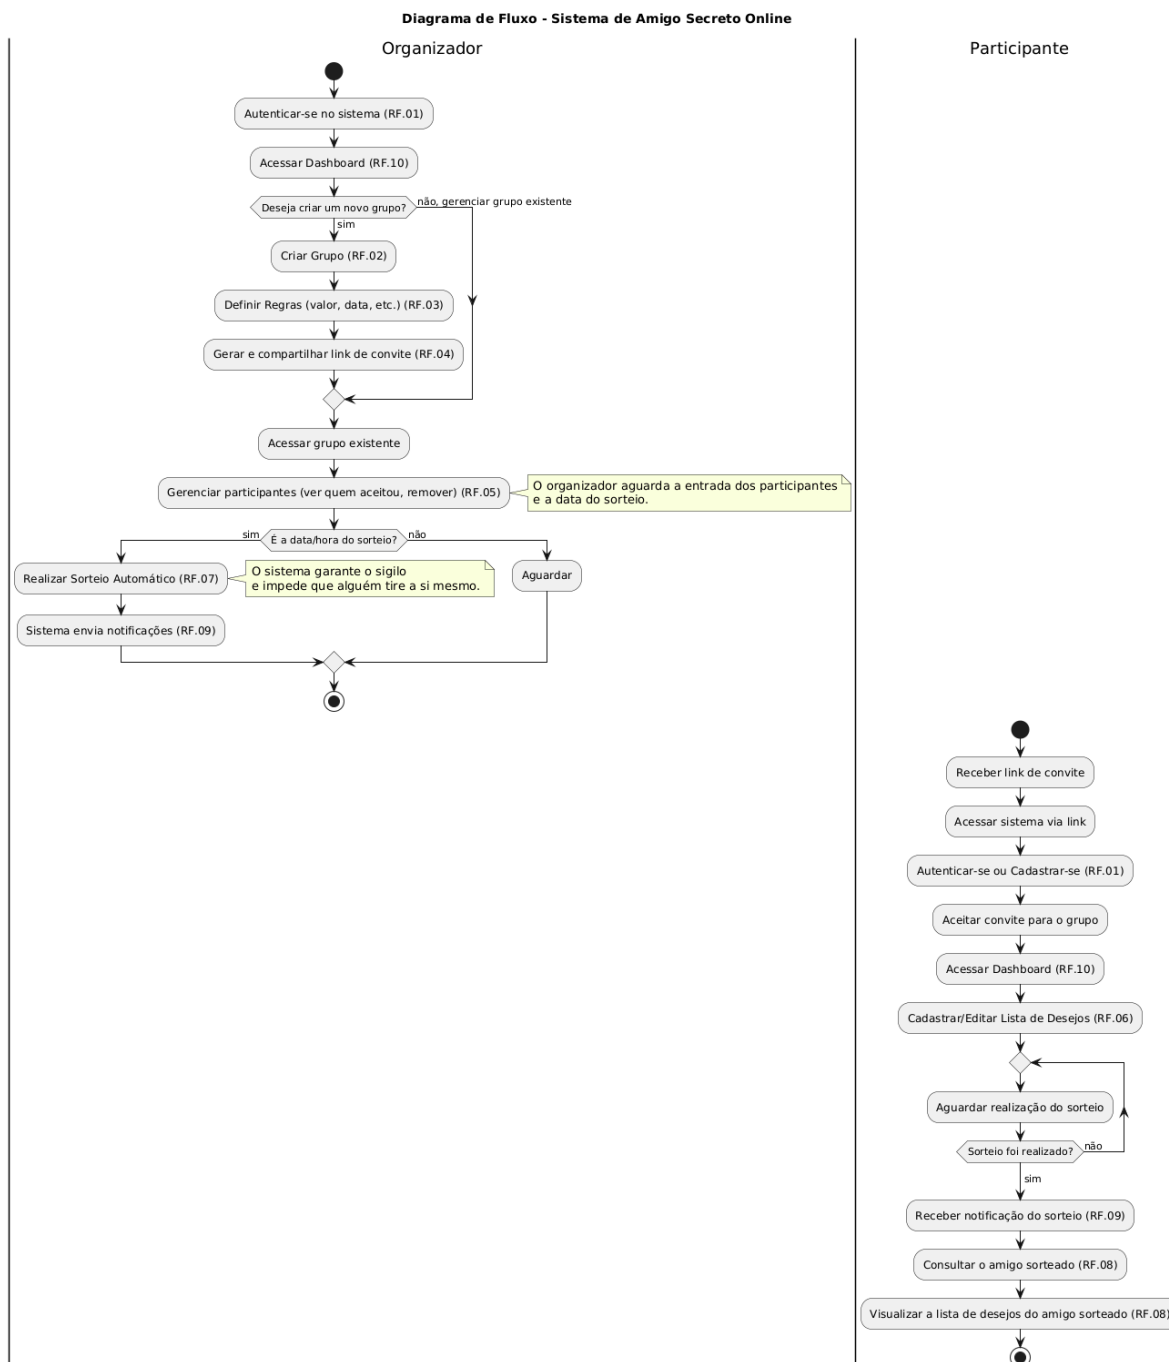 Diagrama de Fluxo - Sistema de Amigo Secreto Online
Organizador
Participante
Autenticar-se no sistema (RF.01)
Acessar Dashboard (RF.10)
Deseja criar um novo grupo?
não, gerenciar grupo existente
sim
Criar Grupo (RF.02)
Definir Regras (valor, data, etc.) (RF.03)
Gerar e compartilhar link de convite (RF.04)
Acessar grupo existente
Gerenciar participantes (ver quem aceitou, remover) (RF.05)
O organizador aguarda a entrada dos participantes
e a data do sorteio.
sim
É a data/hora do sorteio?
não
Realizar Sorteio Automático (RF.07)
O sistema garante o sigilo
e impede que alguém tire a si mesmo.
Aguardar
Sistema envia notificações (RF.09)
Receber link de convite
Acessar sistema via link
Autenticar-se ou Cadastrar-se (RF.01)
Aceitar convite para o grupo
Acessar Dashboard (RF.10)
Cadastrar/Editar Lista de Desejos (RF.06)
Aguardar realização do sorteio
Sorteio foi realizado?
não
sim
Receber notificação do sorteio (RF.09)
Consultar o amigo sorteado (RF.08)
Visualizar a lista de desejos do amigo sorteado (RF.08)